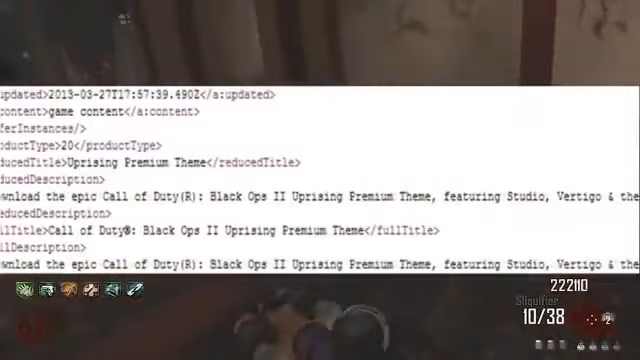 updated>2013-03-27T17:57:39.490Z</a:updated>
content>game content</a:content>
ferInstances/>
oductType>20</productType>
ducedTitle>Uprising Premium Theme</reducedTitle>
ducedDescription>
wnload the epic Call of Duty(R): Black Ops II Uprising Premium Theme, featuring Studio, Vertigo & the
educedDescription>
llTitle>Call of Duty®: Black Ops II Uprising Premium Theme</fullTitle>
llDescription>
wnload the epic Call of Duty(R): Black Ops II Uprising Premium Theme, featuring Studio, Vertigo & the
222110
Sliquifier
10/38